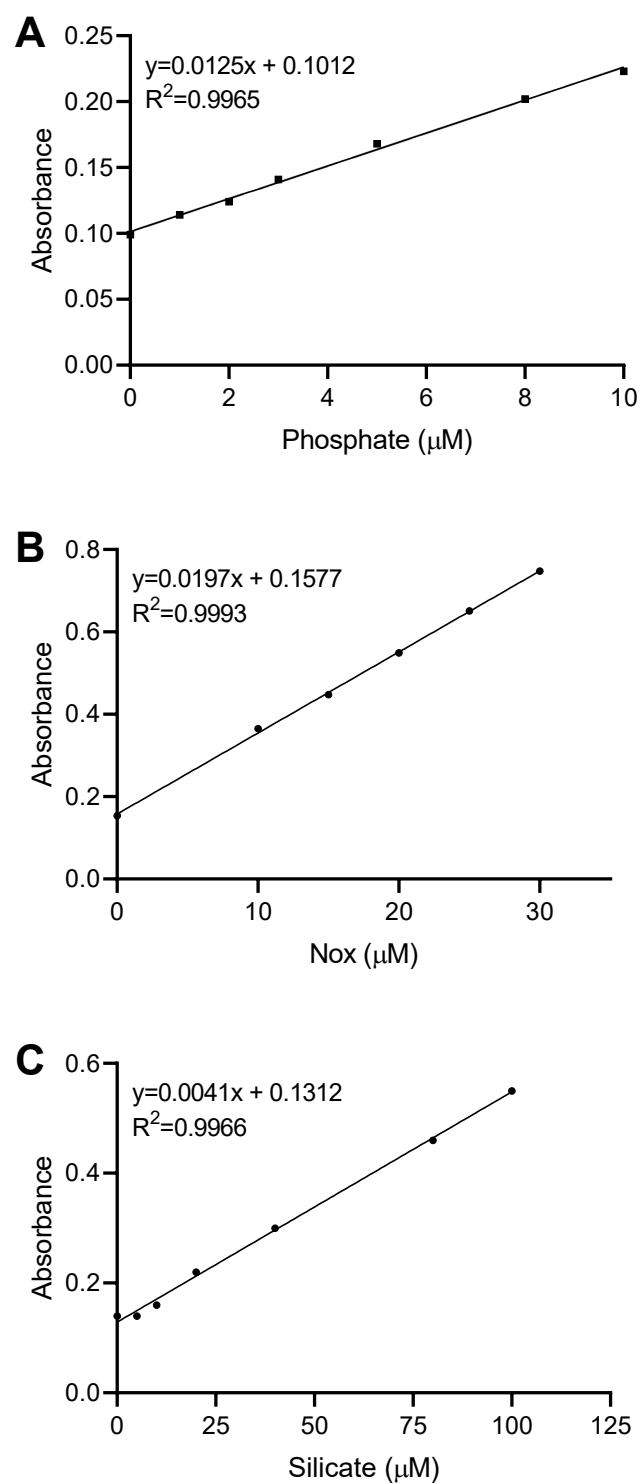 A
0.25
y=0.0125x + 0.1012
R²=0.9965
0.20
0.15
0.10
0.05
0.00
Absorbance
0 2 4 6 8 10
Phosphate (μM)
B
0.8
y=0.0197x + 0.1577
R²=0.9993
0.6
0.4
0.2
0.0
Absorbance
0 10 20 30
Nox (μM)
C
0.6
y=0.0041x + 0.1312
R²=0.9966
0.4
0.2
0.0
Absorbance
0 25 50 75 100 125
Silicate (μM)